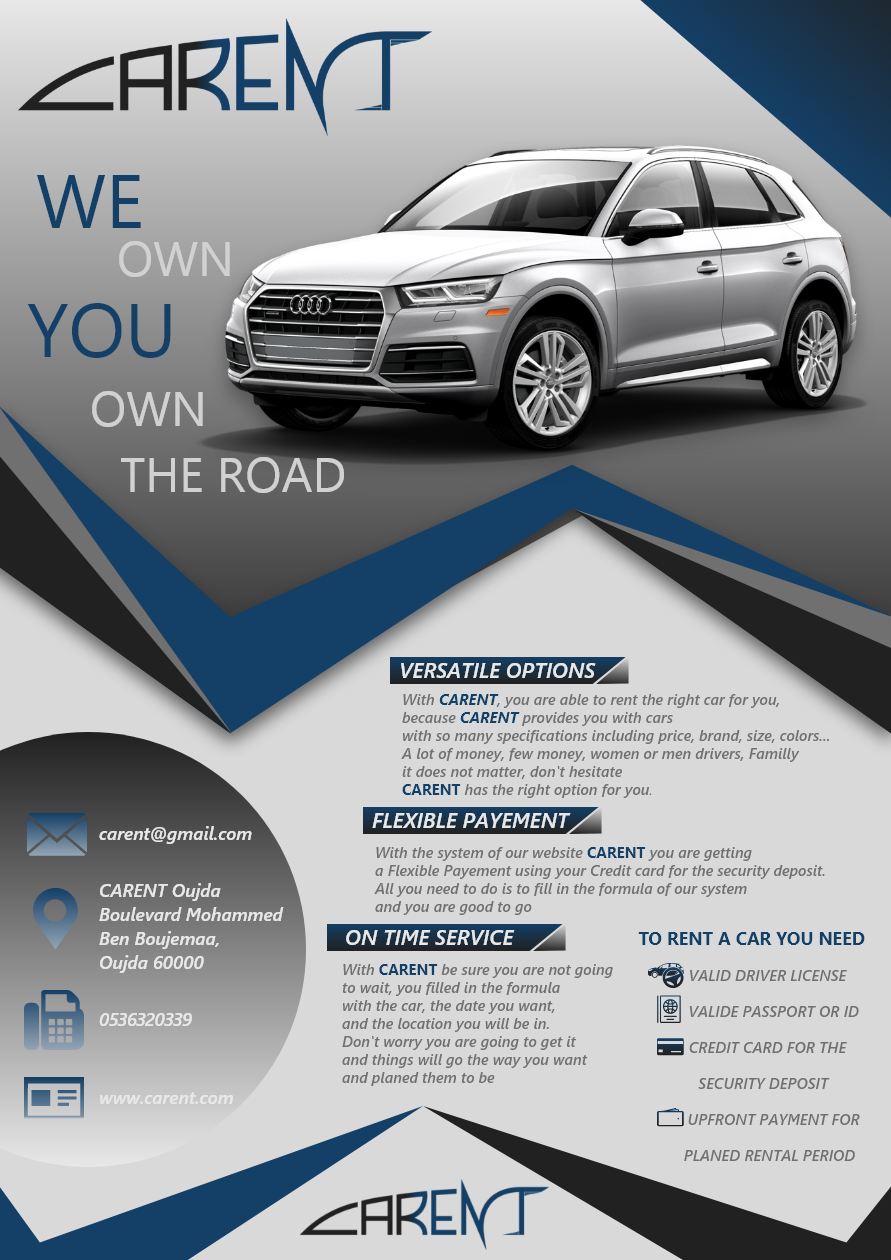 CARENT
WE
OWN
YOU
OWN
THE ROAD
VERSATILE OPTIONS
With CARENT, you are able to rent the right car for you,
because CARENT provides you with cars
with so many specifications including price, brand, size, colors...
A lot of money, few money, women or men drivers, Familly
it does not matter, don't hesitate
CARENT has the right option for you.
FLEXIBLE PAYEMENT
With the system of our website CARENT you are getting
a Flexible Payement using your Credit card for the security deposit.
All you need to do is to fill in the formula of our system
and you are good to go
ON TIME SERVICE
With CARENT be sure you are not going
to wait, you filled in the formula
with the car, the date you want,
and the location you will be in.
Don't worry you are going to get it
and things will go the way you want
and planed them to be
TO RENT A CAR YOU NEED
VALID DRIVER LICENSE
VALIDE PASSPORT OR ID
CREDIT CARD FOR THE
SECURITY DEPOSIT
UPFRONT PAYMENT FOR
PLANED RENTAL PERIOD
carent@gmail.com
CARENT Oujda
Boulevard Mohammed
Ben Boujemaa,
Oujda 60000
0536320339
www.carent.com
CARENT